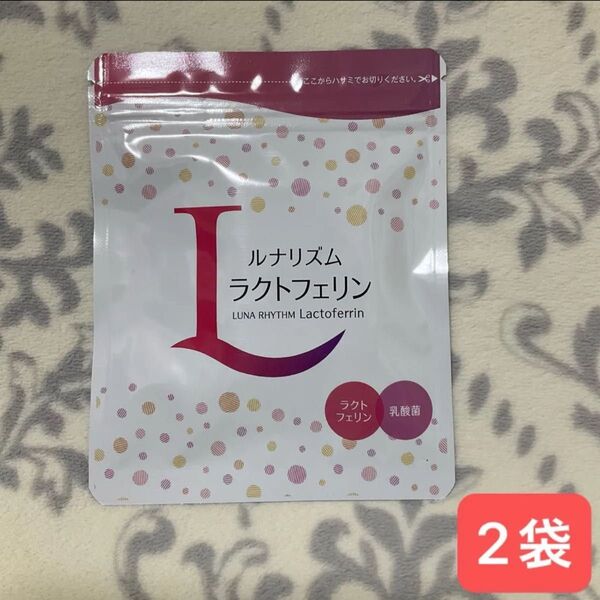 ここからハサミでお切りください。
L
ルナリズム
ラクトフェリン
LUNA RHYTHM Lactoferrin
ラクト
フェリン
乳酸菌
2袋